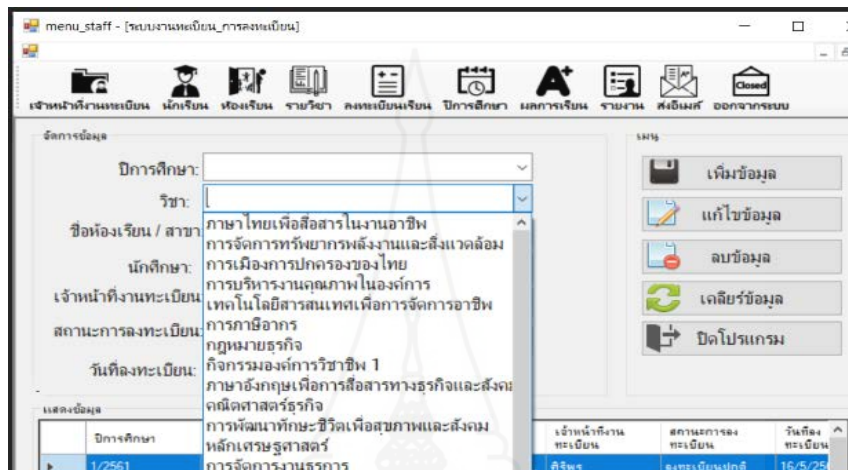 menu_staff - [ระบบงานทะเบียน_การลงทะเบียน]
เจ้าหน้าที่งานทะเบียน นักเรียน ห้องเรียน รายวิชา ลงทะเบียนเรียน ปีการศึกษา ผลการเรียน รายงาน ส่งอีเมล์ ออกจากระบบ
Closed
จัดการข้อมูล
เมนู
ปีการศึกษา:
เพิ่มข้อมูล
วิชา:
แก้ไขข้อมูล
ชื่อห้องเรียน / สาขา
ลบข้อมูล
นักศึกษา:
เจ้าหน้าที่งานทะเบียน
เคลียร์ข้อมูล
สถานะการลงทะเบียน:
ปิดโปรแกรม
วันที่ลงทะเบียน:
ภาษาไทยเพื่อสื่อสารในงานอาชีพ
การจัดการทรัพยากรพลังงานและสิ่งแวดล้อม
การเมืองการปกครองของไทย
การบริหารงานคุณภาพในองค์การ
เทคโนโลยีสารสนเทศเพื่อการจัดการอาชีพ
การภาษีอากร
กฎหมายธุรกิจ
กิจกรรมองค์การวิชาชีพ 1
ภาษาอังกฤษเพื่อการสื่อสารทางธุรกิจและสังคม
คณิตศาสตร์ธุรกิจ
การพัฒนาทักษะชีวิตเพื่อสุขภาพและสังคม
หลักเศรษฐศาสตร์
การจัดการงานธุรการ
แสดงข้อมูล
ปีการศึกษา
เจ้าหน้าที่งานทะเบียน
สถานะการลงทะเบียน
วันที่ลงทะเบียน
1/2561
ศิริพร
ลงทะเบียนปกติ
16/5/25